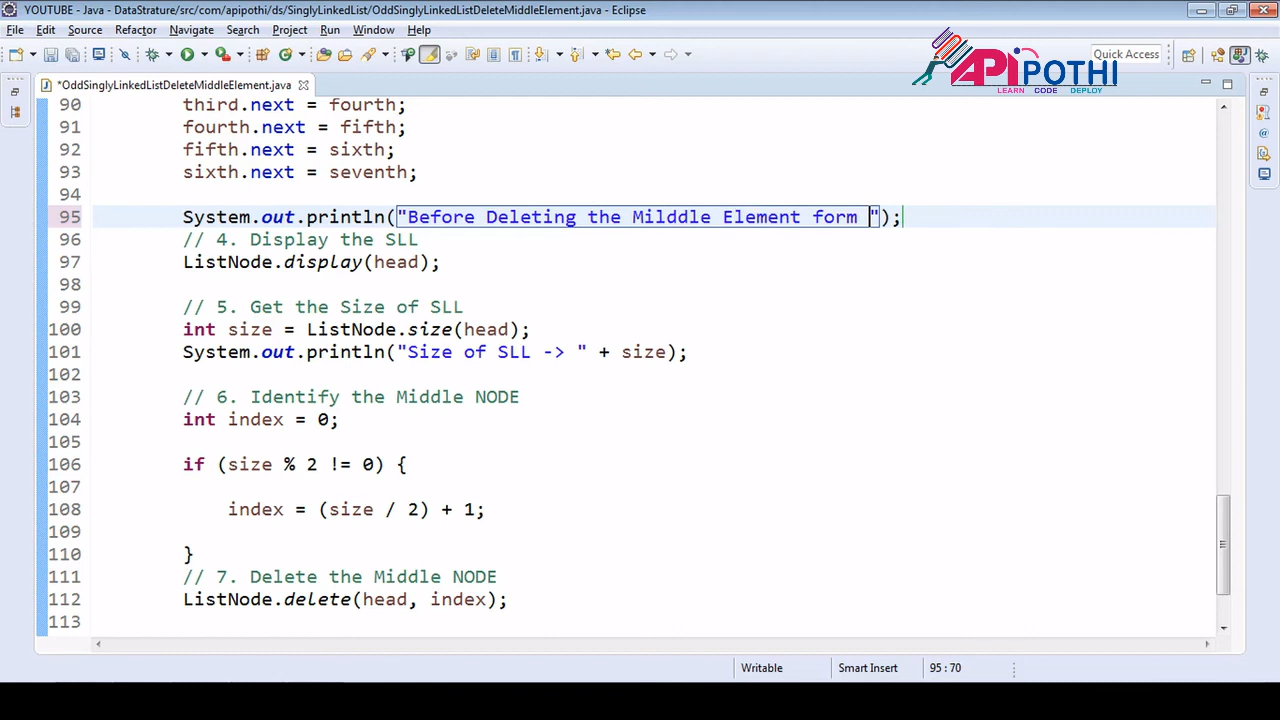 YOUTUBE - Java - DataStrature/src/com/apipothi/ds/SinglyLinkedList/OddSinglyLinkedListDeleteMiddleElement.java - Eclipse
File Edit Source Refactor Navigate Search Project Run Window Help
Quick Access
APIPOTHI
LEARN CODE DEPLOY
*OddSinglyLinkedListDeleteMiddleElement.java
90 third.next = fourth;
91 fourth.next = fifth;
92 fifth.next = sixth;
93 sixth.next = seventh;
94
95 System.out.println("Before Deleting the Milddle Element form ");
96 // 4. Display the SLL
97 ListNode.display(head);
98
99 // 5. Get the Size of SLL
100 int size = ListNode.size(head);
101 System.out.println("Size of SLL -> " + size);
102
103 // 6. Identify the Middle NODE
104 int index = 0;
105
106 if (size % 2 != 0) {
107
108 index = (size / 2) + 1;
109
110 }
111 // 7. Delete the Middle NODE
112 ListNode.delete(head, index);
113
Writable Smart Insert 95 : 70